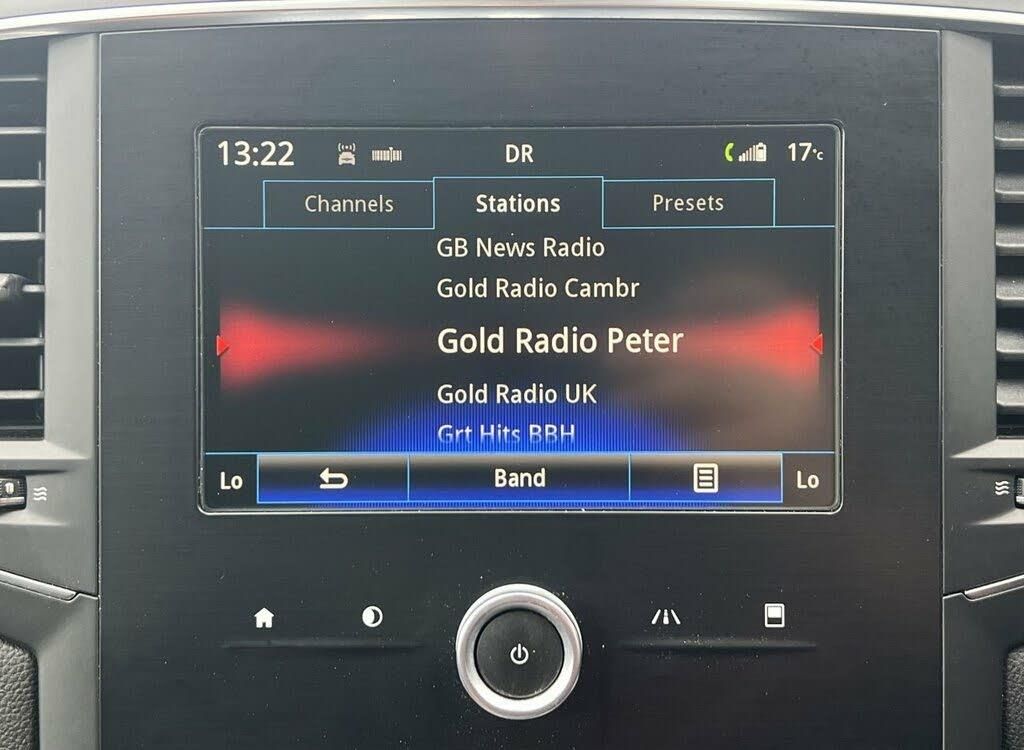 13:22 DR 17°c
Channels Stations Presets
GB News Radio
Gold Radio Cambr
Gold Radio Peter
Gold Radio UK
Grt Hits BBH
Lo Band Lo